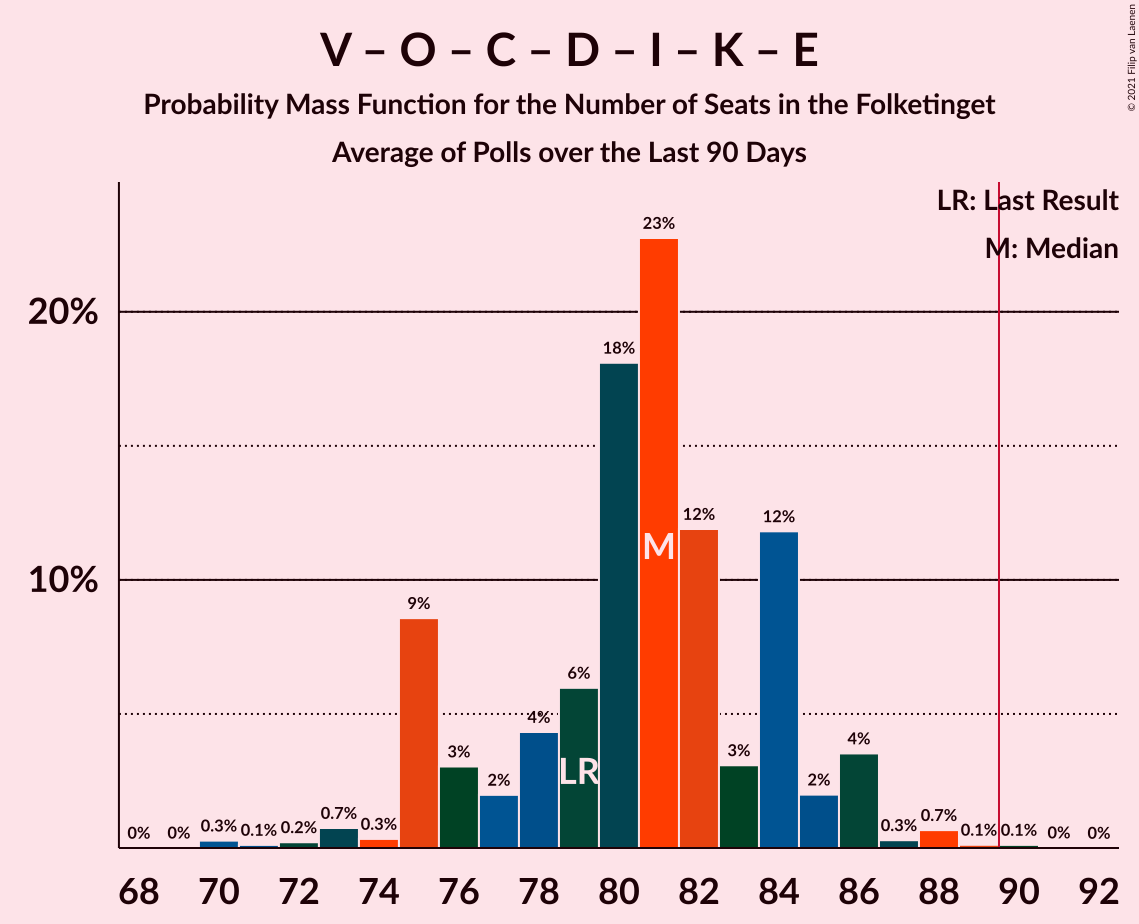 V – O – C – D – I – K – E
Probability Mass Function for the Number of Seats in the Folketinget
Average of Polls over the Last 90 Days
© 2021 Filip van Laenen
LR: Last Result
M: Median
23%
20%
18%
12% 12%
M
10%
9%
6%
4%
4%
3% 3%
LR
2% 2%
0% 0% 0.3% 0.1% 0.2% 0.7% 0.3% 0.3% 0.7% 0.1% 0.1% 0% 0%
68 70 72 74 76 78 80 82 84 86 88 90 92